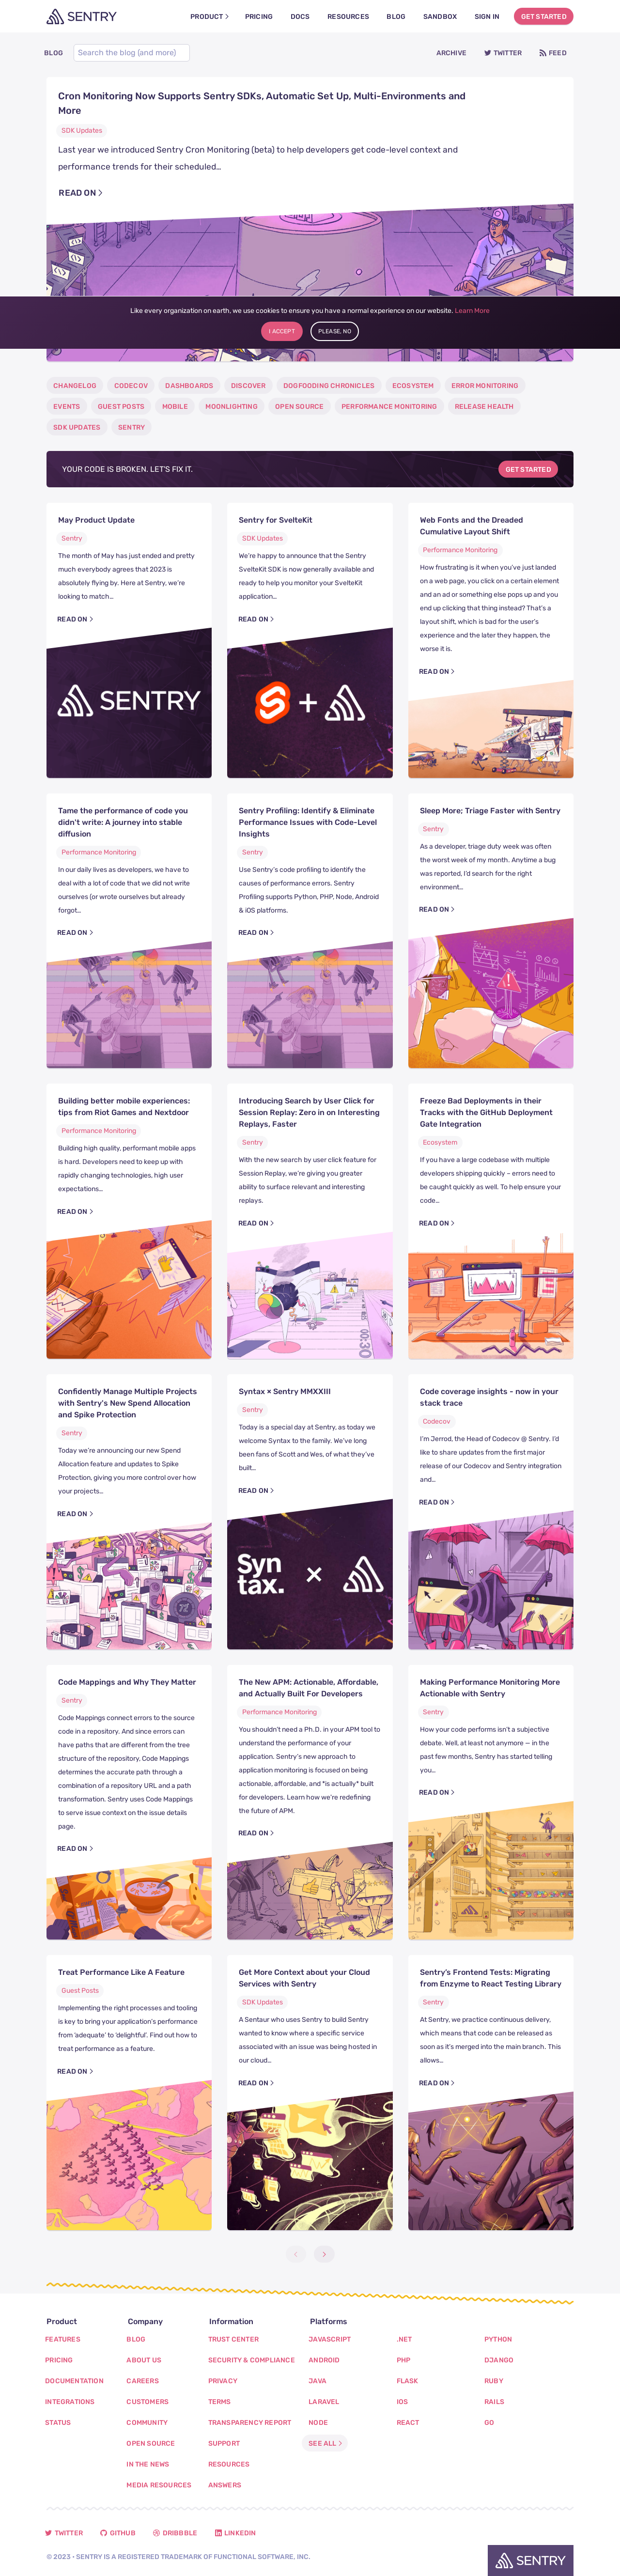 SENTRY
PRODUCT
PRICING
DOCS
RESOURCES
BLOG
SANDBOX
SIGN IN
GET STARTED
BLOG
Search the blog (and more)
ARCHIVE
TWITTER
FEED
Cron Monitoring Now Supports Sentry SDKs, Automatic Set Up, Multi-Environments and
More
SDK Updates
Last year we introduced Sentry Cron Monitoring (beta) to help developers get code-level context and
performance trends for their scheduled…
READ ON
Like every organization on earth, we use cookies to ensure you have a normal experience on our website. Learn More
I ACCEPT
PLEASE, NO
CHANGELOG
CODECOV
DASHBOARDS
DISCOVER
DOGFOODING CHRONICLES
ECOSYSTEM
ERROR MONITORING
EVENTS
GUEST POSTS
MOBILE
MOONLIGHTING
OPEN SOURCE
PERFORMANCE MONITORING
RELEASE HEALTH
SDK UPDATES
SENTRY
YOUR CODE IS BROKEN. LET'S FIX IT.
GET STARTED
May Product Update
Sentry
The month of May has just ended and pretty
much everybody agrees that 2023 is
absolutely flying by. Here at Sentry, we're
looking to match…
READ ON
SENTRY
Sentry for SvelteKit
SDK Updates
We're happy to announce that the Sentry
SvelteKit SDK is now generally available and
ready to help you monitor your SvelteKit
application…
READ ON
+
Web Fonts and the Dreaded
Cumulative Layout Shift
Performance Monitoring
How frustrating is it when you've just landed
on a web page, you click on a certain element
and an ad or something else pops up and you
end up clicking that thing instead? That's a
layout shift, which is bad for the user's
experience and the later they happen, the
worse it is.
READ ON
Tame the performance of code you
didn't write: A journey into stable
diffusion
Performance Monitoring
In our daily lives as developers, we have to
deal with a lot of code that we did not write
ourselves (or wrote ourselves but already
forgot…
READ ON
Sentry Profiling: Identify & Eliminate
Performance Issues with Code-Level
Insights
Sentry
Use Sentry's code profiling to identify the
causes of performance errors. Sentry
Profiling supports Python, PHP, Node, Android
& iOS platforms.
READ ON
Sleep More; Triage Faster with Sentry
Sentry
As a developer, triage duty week was often
the worst week of my month. Anytime a bug
was reported, I'd search for the right
environment…
READ ON
Building better mobile experiences:
tips from Riot Games and Nextdoor
Performance Monitoring
Building high quality, performant mobile apps
is hard. Developers need to keep up with
rapidly changing technologies, high user
expectations…
READ ON
Introducing Search by User Click for
Session Replay: Zero in on Interesting
Replays, Faster
Sentry
With the new search by user click feature for
Session Replay, we're giving you greater
ability to surface relevant and interesting
replays.
READ ON
Freeze Bad Deployments in their
Tracks with the GitHub Deployment
Gate Integration
Ecosystem
If you have a large codebase with multiple
developers shipping quickly – errors need to
be caught quickly as well. To help ensure your
code…
READ ON
Confidently Manage Multiple Projects
with Sentry's New Spend Allocation
and Spike Protection
Sentry
Today we're announcing our new Spend
Allocation feature and updates to Spike
Protection, giving you more control over how
your projects…
READ ON
Syntax × Sentry MMXXIII
Sentry
Today is a special day at Sentry, as today we
welcome Syntax to the family. We've long
been fans of Scott and Wes, of what they've
built…
READ ON
Syn
tax.
×
Code coverage insights - now in your
stack trace
Codecov
I'm Jerrod, the Head of Codecov @ Sentry. I'd
like to share updates from the first major
release of our Codecov and Sentry integration
and…
READ ON
Code Mappings and Why They Matter
Sentry
Code Mappings connect errors to the source
code in a repository. And since errors can
have paths that are different from the tree
structure of the repository, Code Mappings
determines the accurate path through a
combination of a repository URL and a path
transformation. Sentry uses Code Mappings
to serve issue context on the issue details
page.
READ ON
The New APM: Actionable, Affordable,
and Actually Built For Developers
Performance Monitoring
You shouldn't need a Ph.D. in your APM tool to
understand the performance of your
application. Sentry's new approach to
application monitoring is focused on being
actionable, affordable, and *is actually* built
for developers. Learn how we're redefining
the future of APM.
READ ON
Making Performance Monitoring More
Actionable with Sentry
Sentry
How your code performs isn't a subjective
debate. Well, at least not anymore — in the
past few months, Sentry has started telling
you…
READ ON
Treat Performance Like A Feature
Guest Posts
Implementing the right processes and tooling
is key to bring your application's performance
from 'adequate' to 'delightful'. Find out how to
treat performance as a feature.
READ ON
Get More Context about your Cloud
Services with Sentry
SDK Updates
A Sentaur who uses Sentry to build Sentry
wanted to know where a specific service
associated with an issue was being hosted in
our cloud…
READ ON
Sentry's Frontend Tests: Migrating
from Enzyme to React Testing Library
Sentry
At Sentry, we practice continuous delivery,
which means that code can be released as
soon as it's merged into the main branch. This
allows…
READ ON
Product
FEATURES
PRICING
DOCUMENTATION
INTEGRATIONS
STATUS
Company
BLOG
ABOUT US
CAREERS
CUSTOMERS
COMMUNITY
OPEN SOURCE
IN THE NEWS
MEDIA RESOURCES
Information
TRUST CENTER
SECURITY & COMPLIANCE
PRIVACY
TERMS
TRANSPARENCY REPORT
SUPPORT
RESOURCES
ANSWERS
Platforms
JAVASCRIPT
ANDROID
JAVA
LARAVEL
NODE
SEE ALL
.NET
PHP
FLASK
IOS
REACT
PYTHON
DJANGO
RUBY
RAILS
GO
TWITTER
GITHUB
DRIBBBLE
LINKEDIN
© 2023 • SENTRY IS A REGISTERED TRADEMARK OF FUNCTIONAL SOFTWARE, INC.
SENTRY